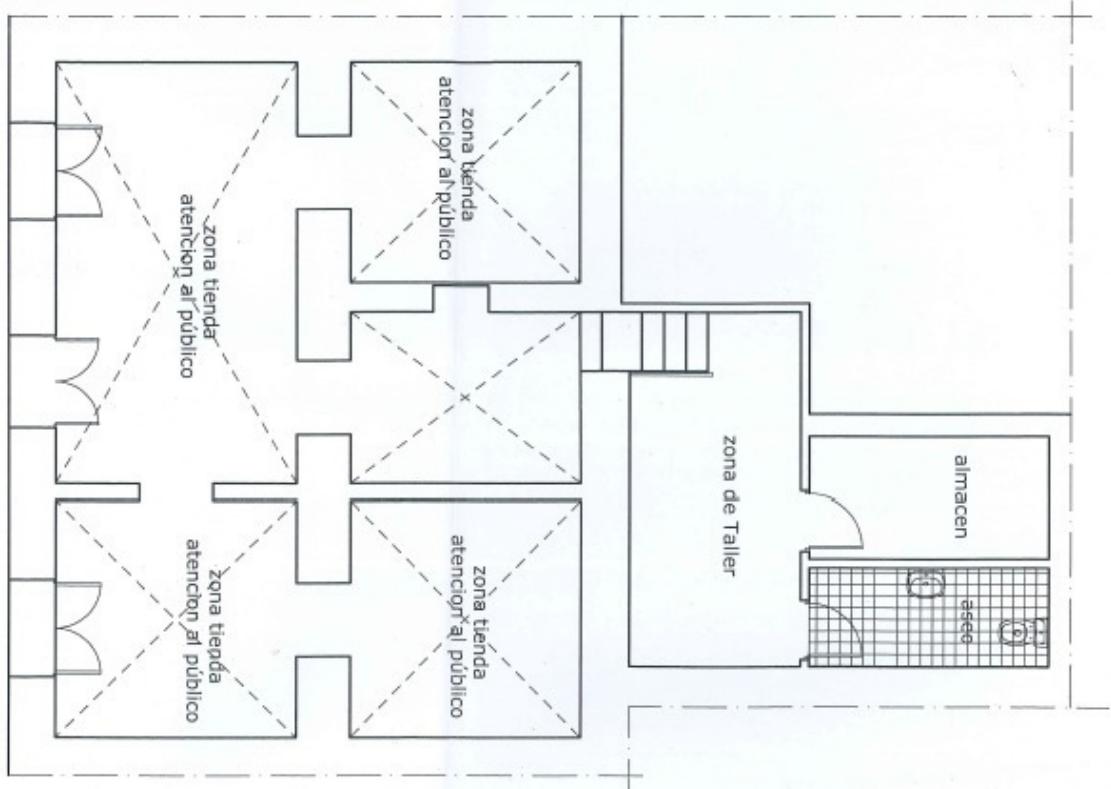 zona tienda
atencion al público
zona tienda
atencion al público
zona tienda
atencion al público
zona tienda
atencion al público
zona de Taller
almacen
aseo